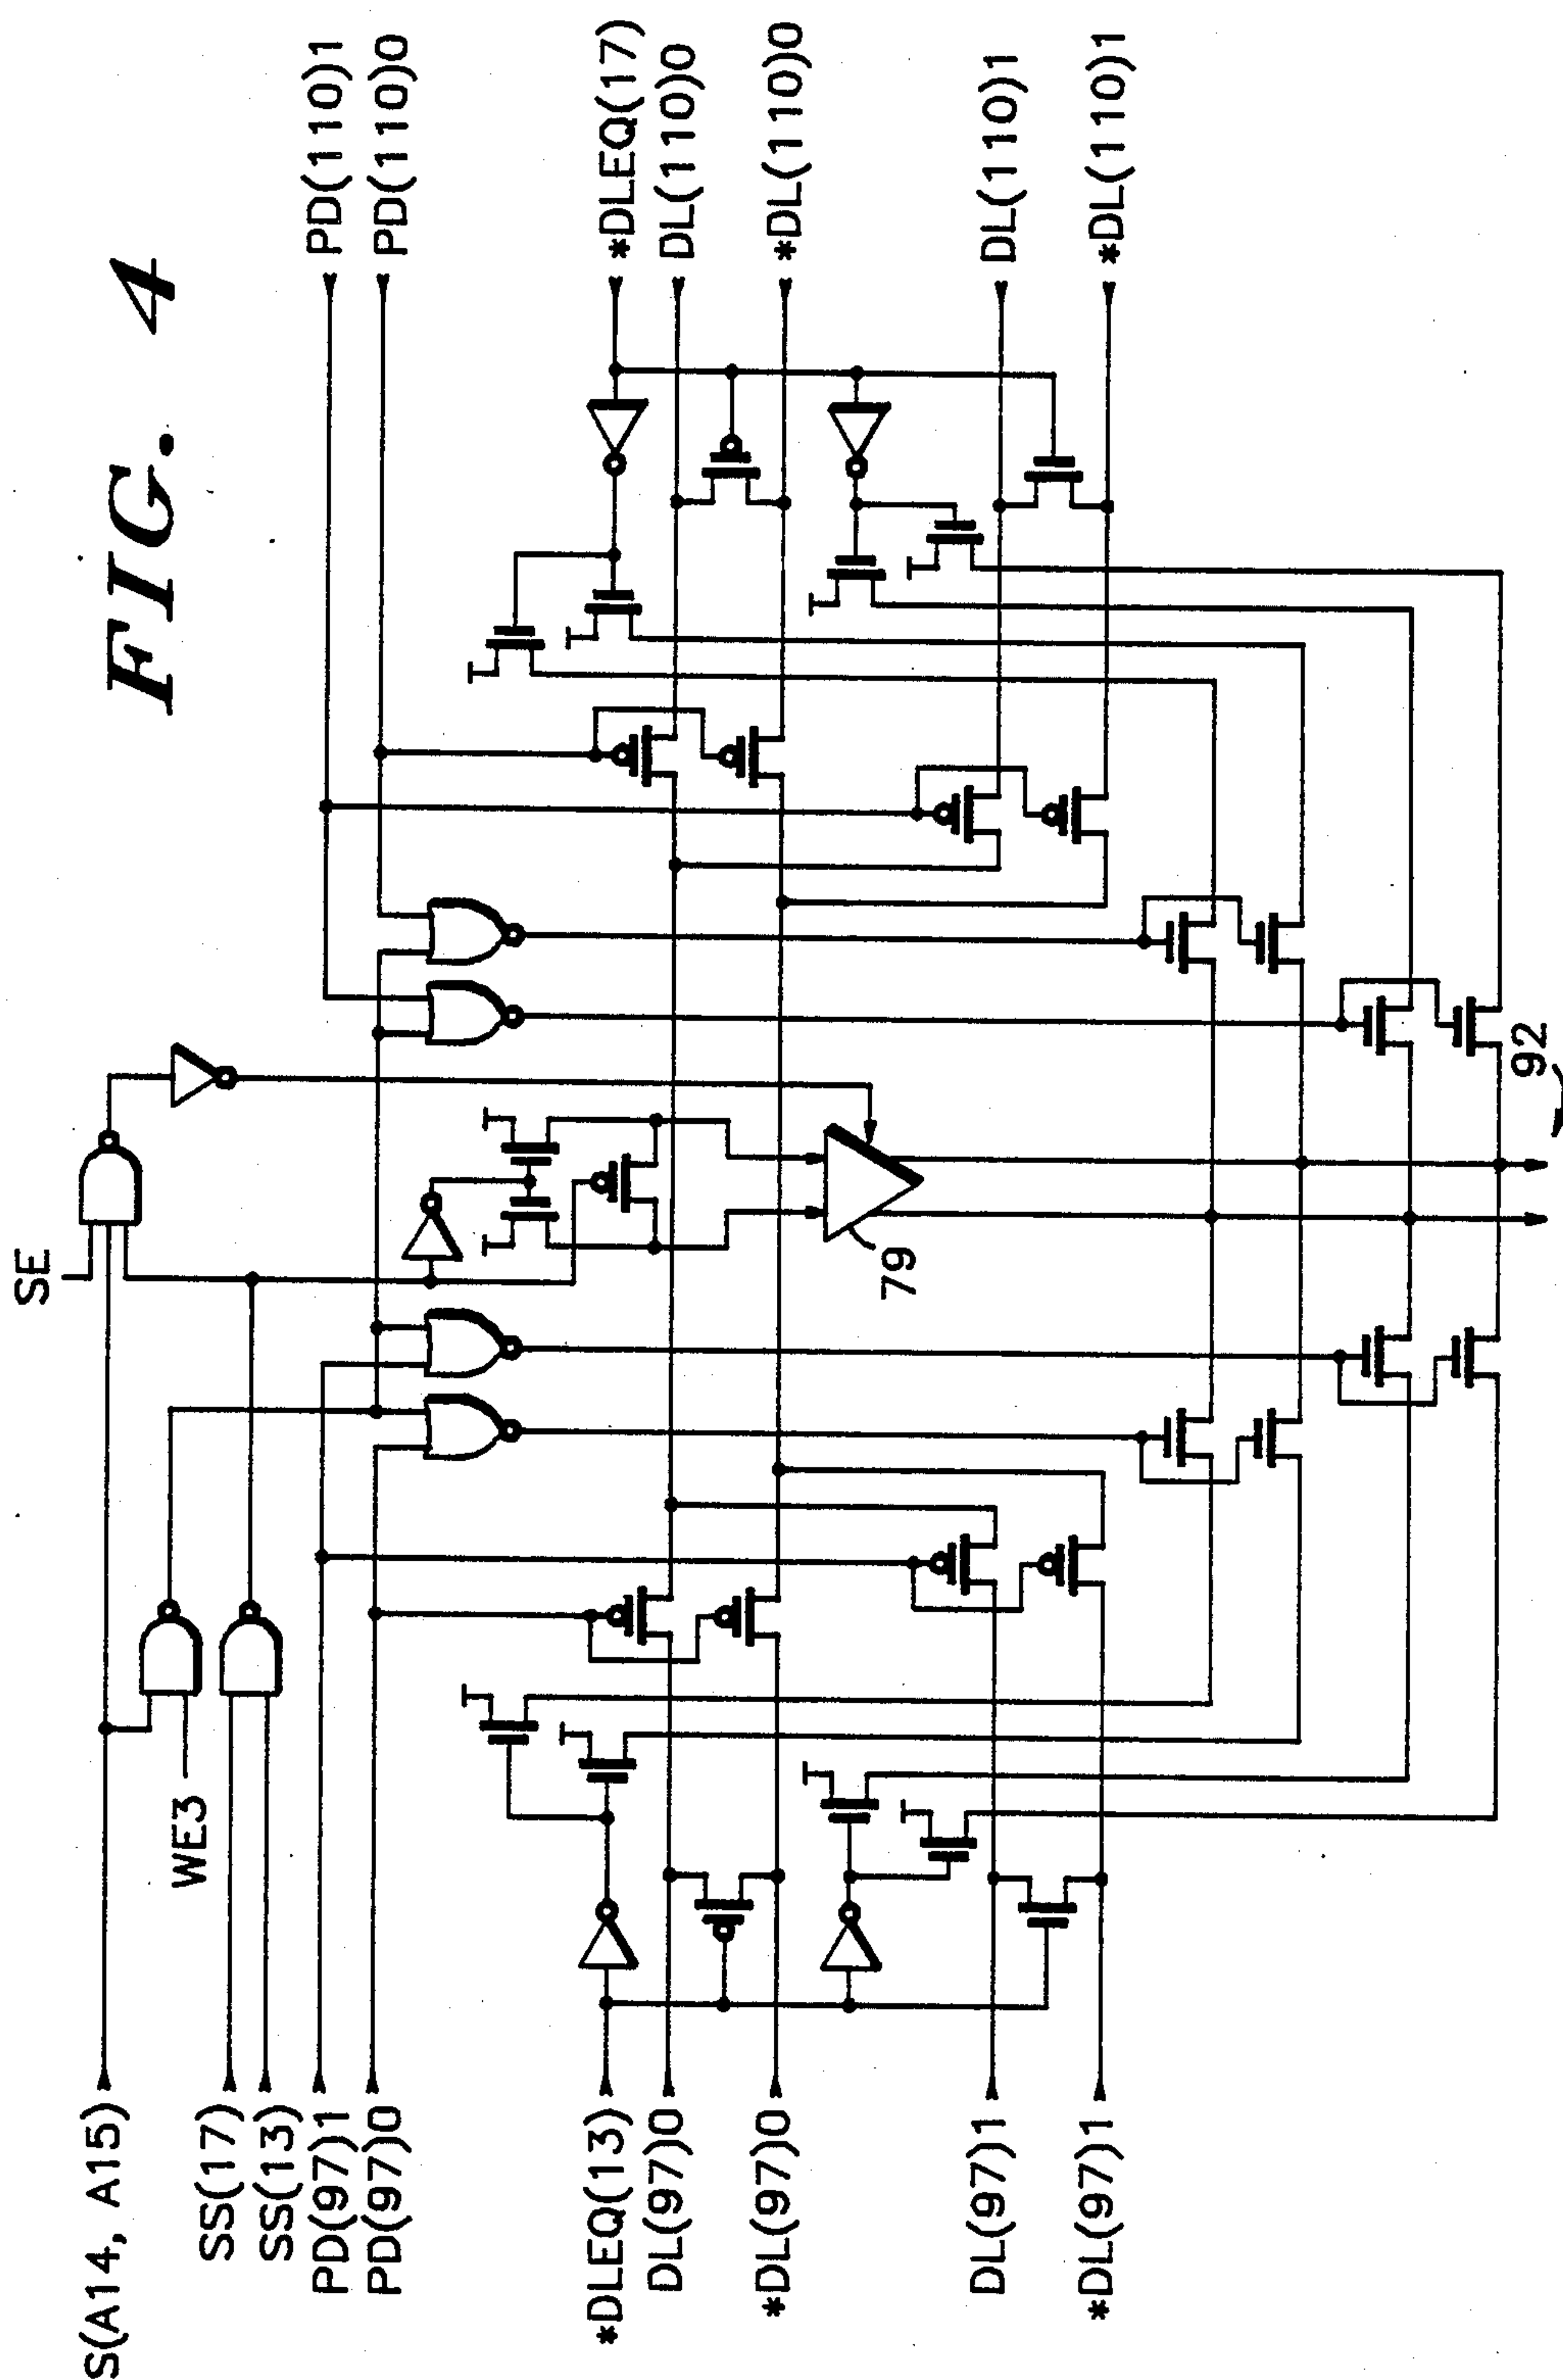 FIG. 4
S(A14, A15)
SE
WE3
SS(17)
SS(13)
PD(97)1
PD(97)0
*DLEQ(13)
DL(97)0
*DL(97)0
DL(97)1
*DL(97)1
PD(110)1
PD(110)0
*DLEQ(17)
DL(110)0
*DL(110)0
DL(110)1
*DL(110)1
79
92